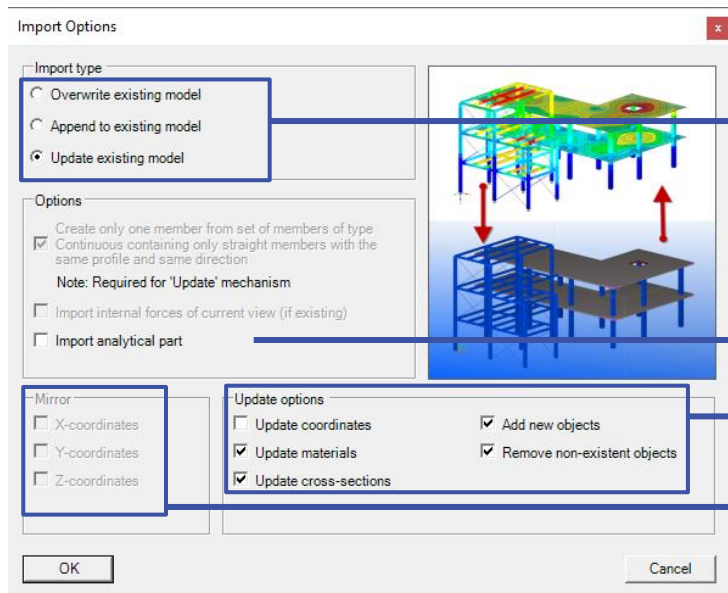 Import Options
x
Import type
Overwrite existing model
Append to existing model
Update existing model
Options
Create only one member from set of members of type
Continuous containing only straight members with the
same profile and same direction
Note: Required for 'Update' mechanism
Import internal forces of current view (if existing)
Import analytical part
Mirror
X-coordinates
Y-coordinates
Z-coordinates
Update options
Update coordinates
Add new objects
Update materials
Remove non-existent objects
Update cross-sections
OK
Cancel